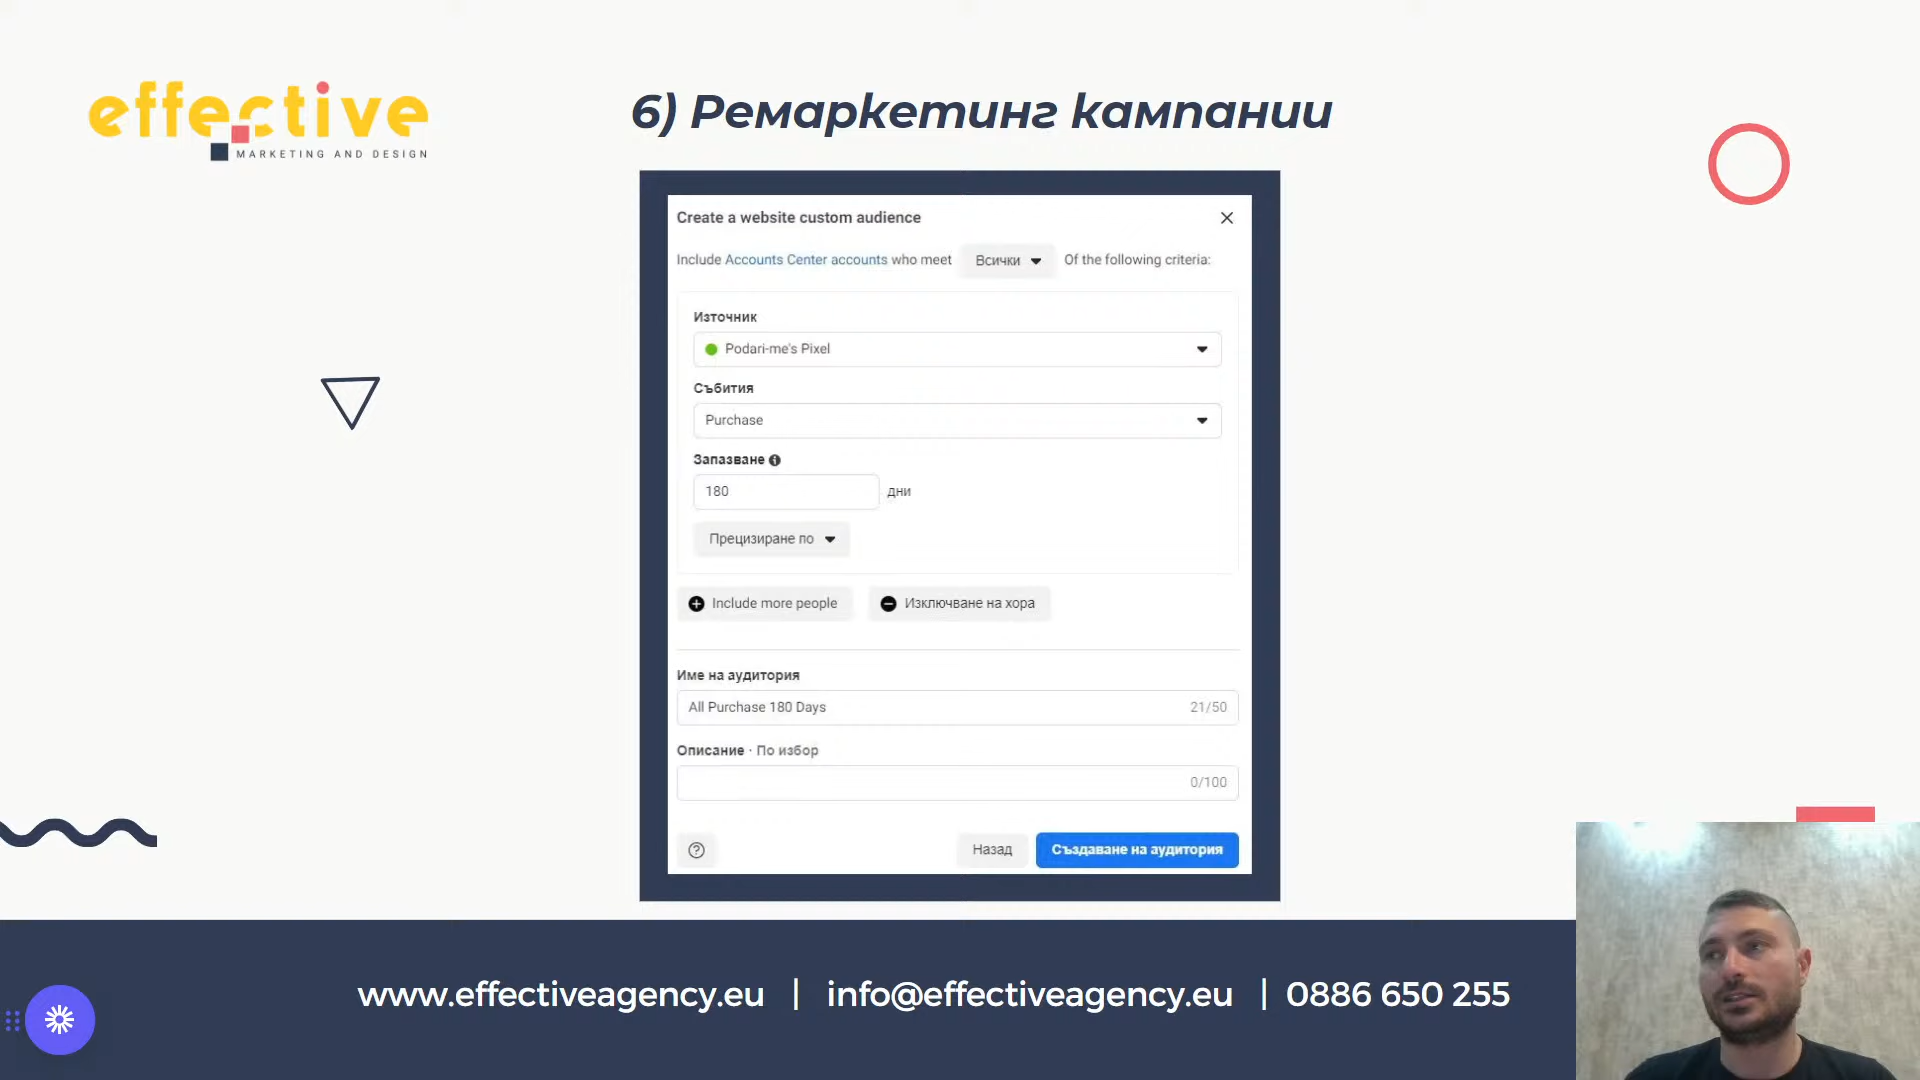 effective
MARKETING AND DESIGN
6) Ремаркетинг кампании
Create a website custom audience
Include Accounts Center accounts who meet Всички Of the following criteria:
Източник
Podari-me's Pixel
Събития
Purchase
Запазване
180 дни
Прецизиране по
Include more people Изключване на хора
Име на аудитория
All Purchase 180 Days 21/50
Описание · По избор
0/100
Назад Създаване на аудитория
www.effectiveagency.eu | info@effectiveagency.eu | 0886 650 255